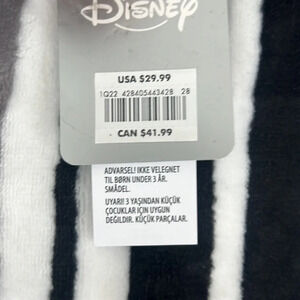 DISNEY
USA $29.99
1Q22 428405443428 28
CAN $41.99
ADVARSEL! IKKE VELEGNET
TIL BØRN UNDER 3 ÅR.
SMÅDEL.
UYARI! 3 YAŞINDAN KÜÇÜK
ÇOCUKLAR İÇİN UYGUN
DEĞİLDİR. KÜÇÜK PARÇALAR.